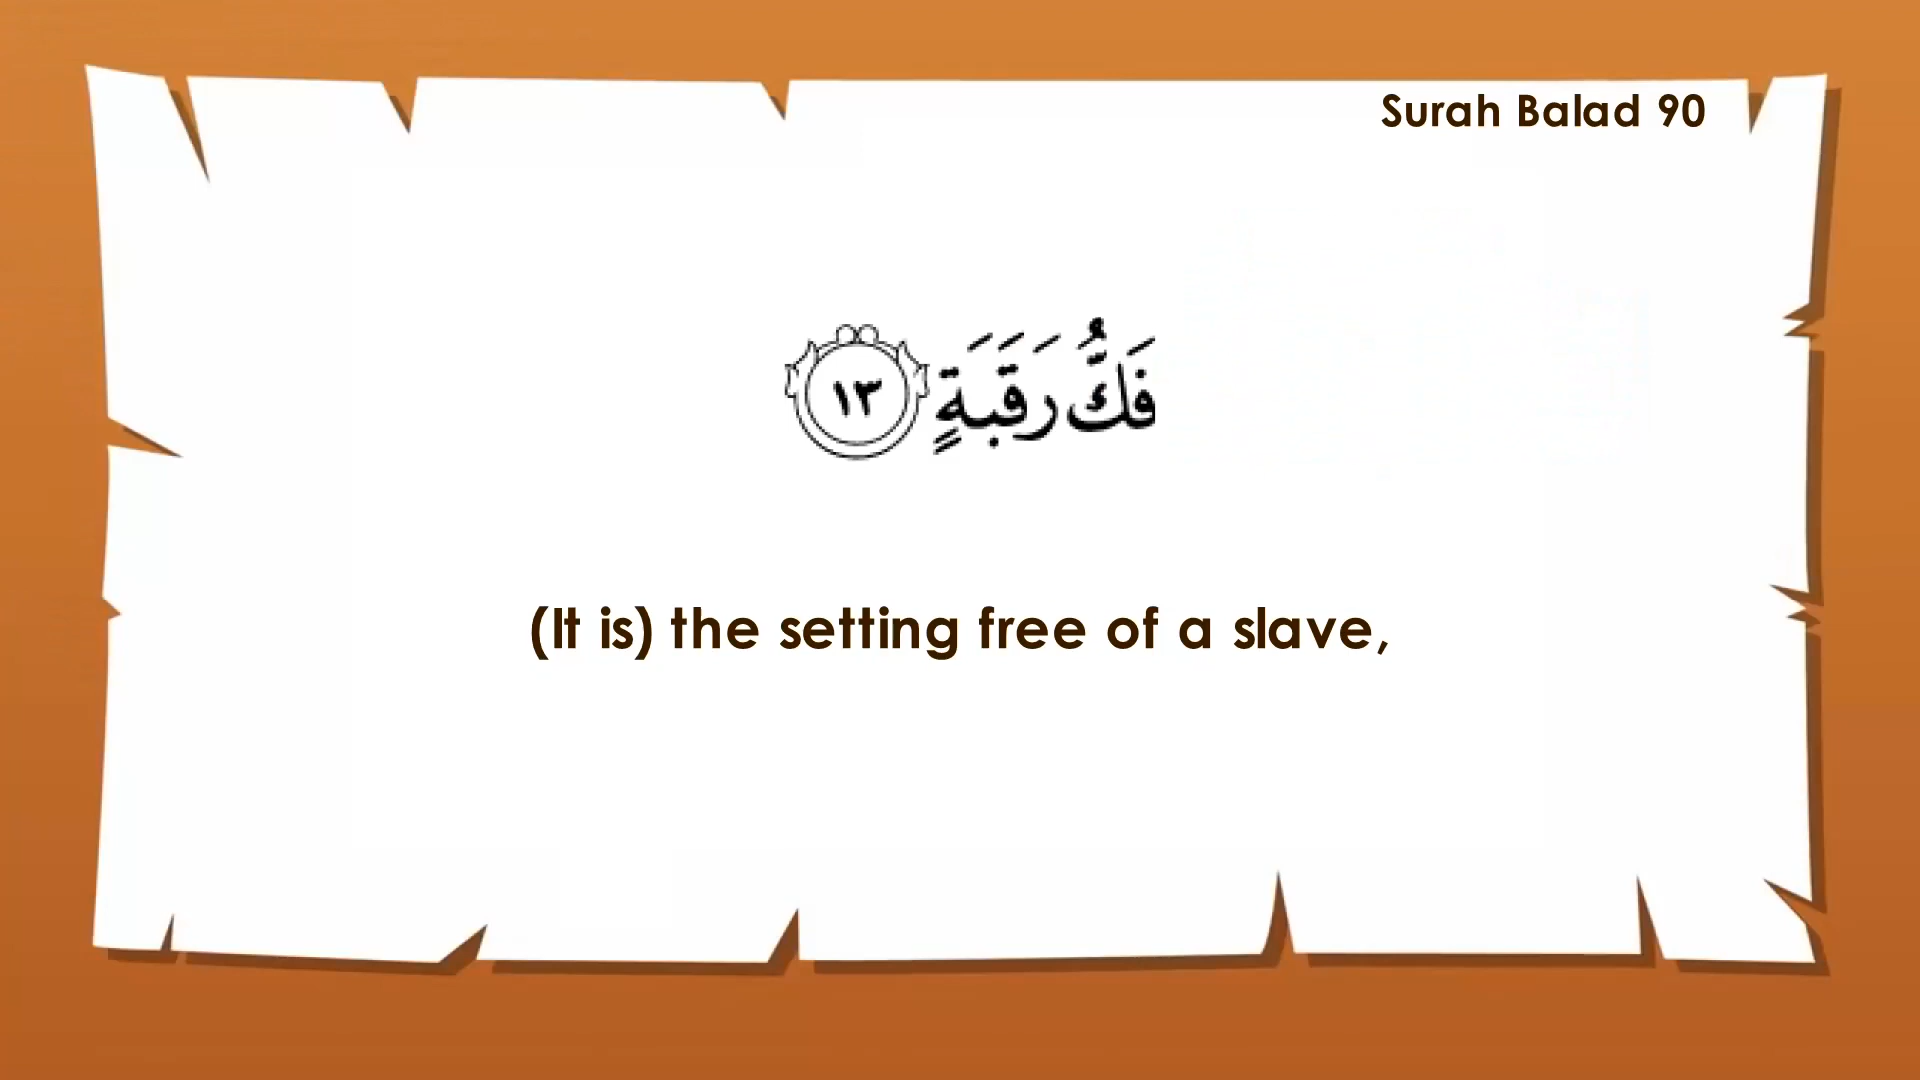 Surah Balad 90
فَكُّ رَقَبَةٍ ١٣
(It is) the setting free of a slave,